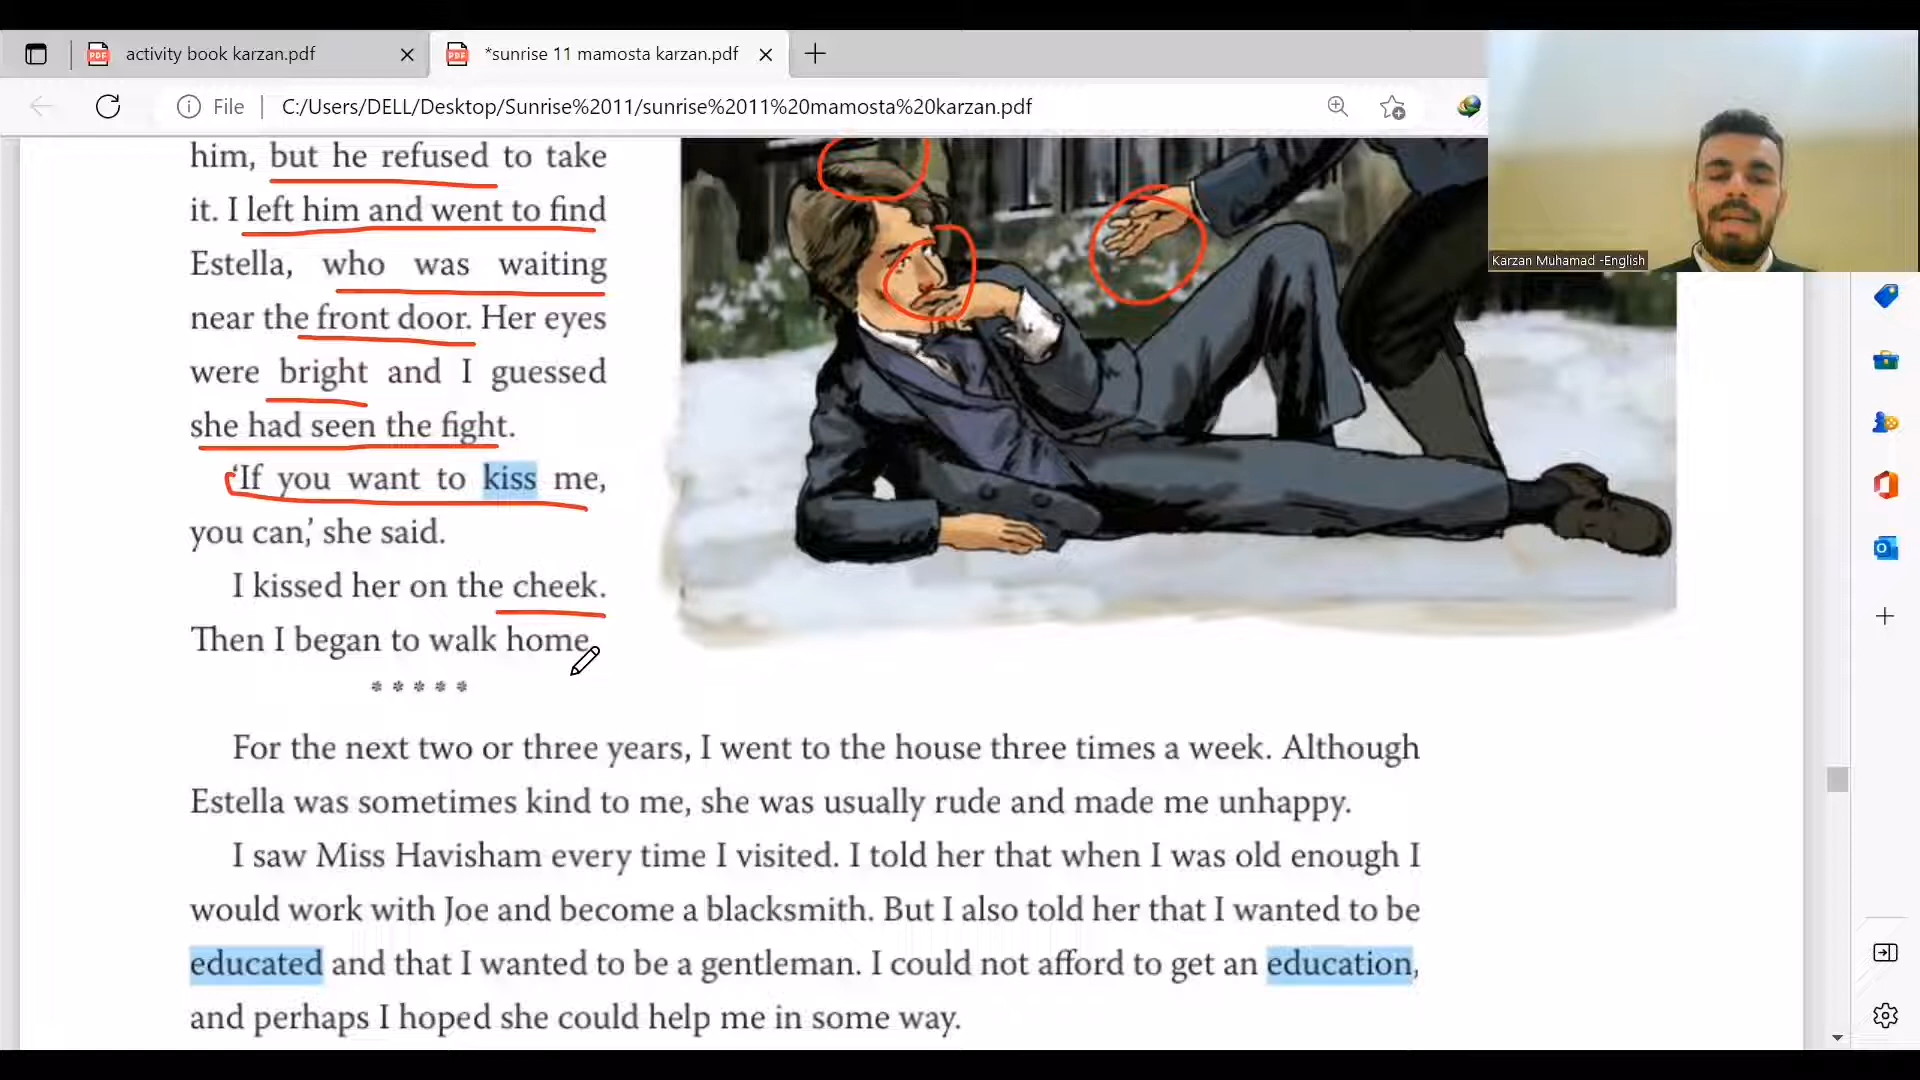 activity book karzan.pdf
*sunrise 11 mamosta karzan.pdf
File
C:/Users/DELL/Desktop/Sunrise%2011/sunrise%2011%20mamosta%20karzan.pdf
Karzan Muhamad -English
him, but he refused to take
it. I left him and went to find
Estella, who was waiting
near the front door. Her eyes
were bright and I guessed
she had seen the fight.
‘If you want to kiss me,
you can,’ she said.
I kissed her on the cheek.
Then I began to walk home.
* * * * *
For the next two or three years, I went to the house three times a week. Although
Estella was sometimes kind to me, she was usually rude and made me unhappy.
I saw Miss Havisham every time I visited. I told her that when I was old enough I
would work with Joe and become a blacksmith. But I also told her that I wanted to be
educated and that I wanted to be a gentleman. I could not afford to get an education,
and perhaps I hoped she could help me in some way.